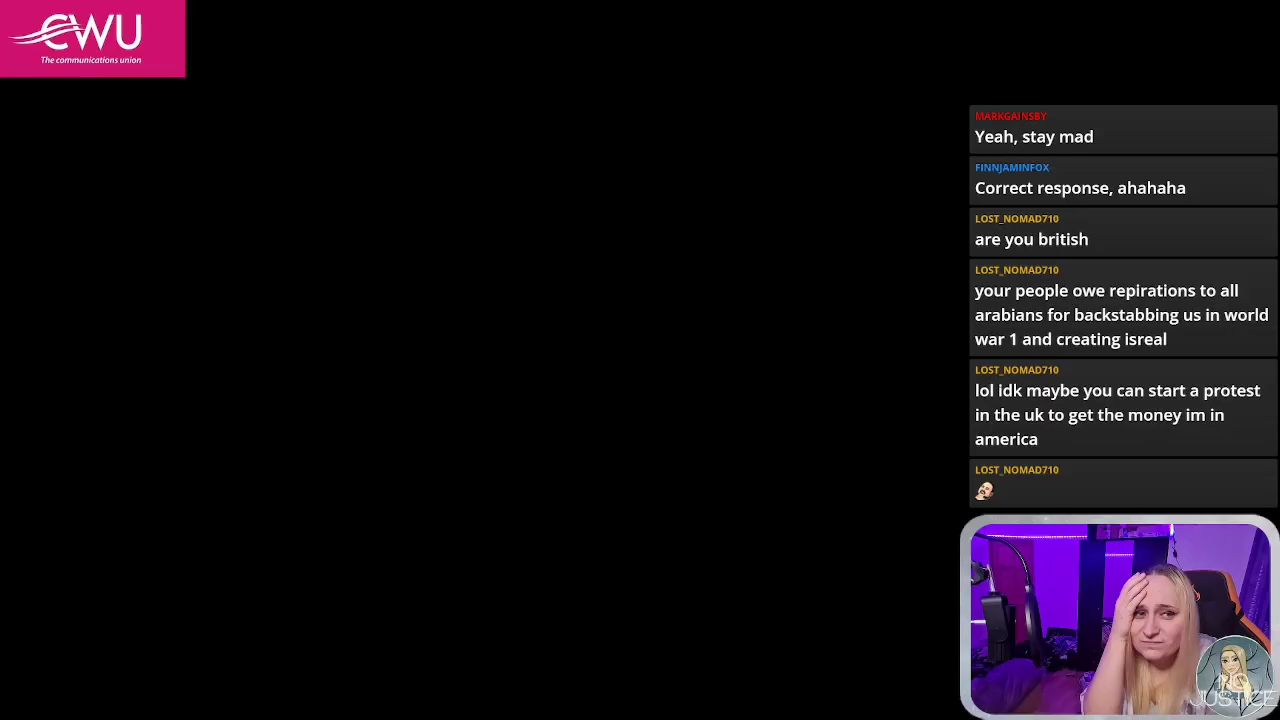 CWU
The communications union
MARKGAINSBY
Yeah, stay mad
FINNJAMINFOX
Correct response, ahahaha
LOST_NOMAD710
are you british
LOST_NOMAD710
your people owe repirations to all
arabians for backstabbing us in world
war 1 and creating isreal
LOST_NOMAD710
lol idk maybe you can start a protest
in the uk to get the money im in
america
LOST_NOMAD710
JUSTICE